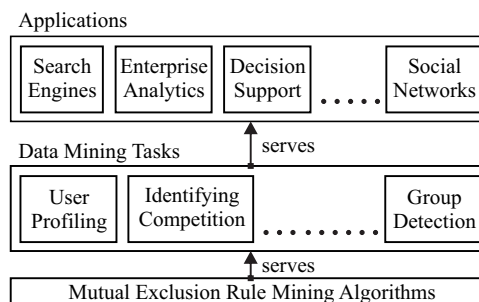 Applications
Search Engines
Enterprise Analytics
Decision Support
.....
Social Networks
serves
Data Mining Tasks
User Profiling
Identifying Competition
.........
Group Detection
serves
Mutual Exclusion Rule Mining Algorithms